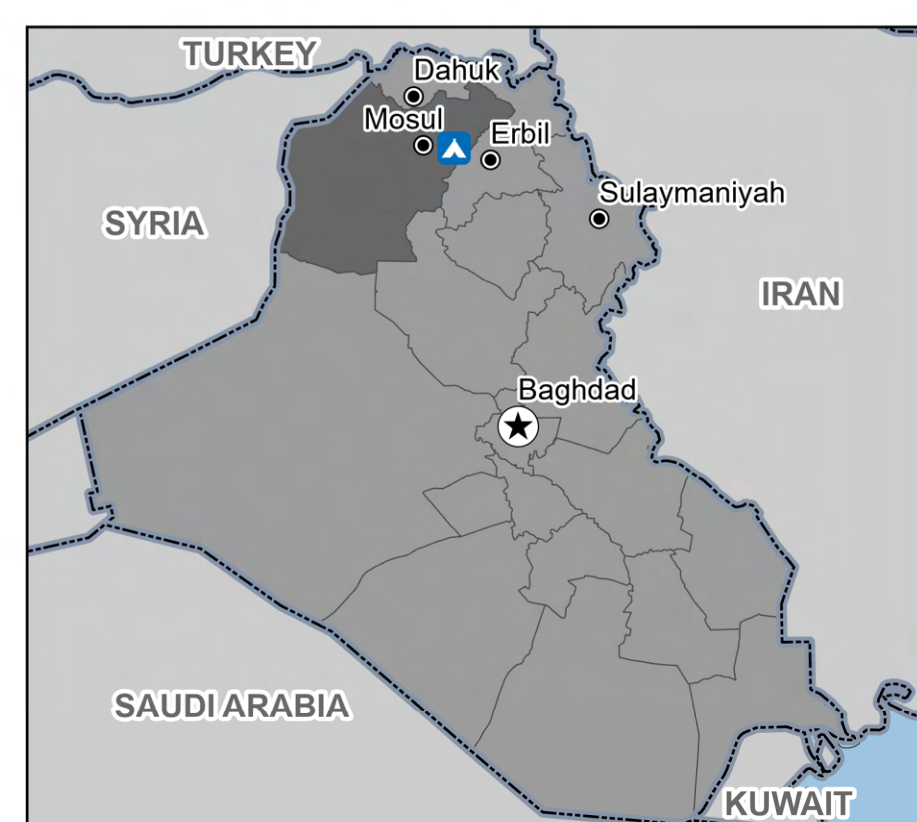 TURKEY
Dahuk
Mosul
Erbil
Sulaymaniyah
SYRIA
IRAN
Baghdad
SAUDI ARABIA
KUWAIT